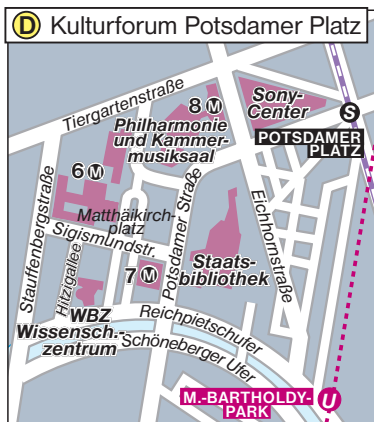 D Kulturforum Potsdamer Platz
Tiergartenstraße
8 M
Philharmonie
und Kammer-
musiksaal
Sony-
Center
S
POTSDAMER
PLATZ
6 M
Matthäikirch-
platz
Sigismundstr.
Stauffenbergstraße
Hitzigallee
7 M
Potsdamer Straße
Staats-
bibliothek
Eichhornstraße
WBZ
Wissensch.-
zentrum
Reichpietschufer
Schöneberger Ufer
M.-BARTHOLDY-
PARK
U